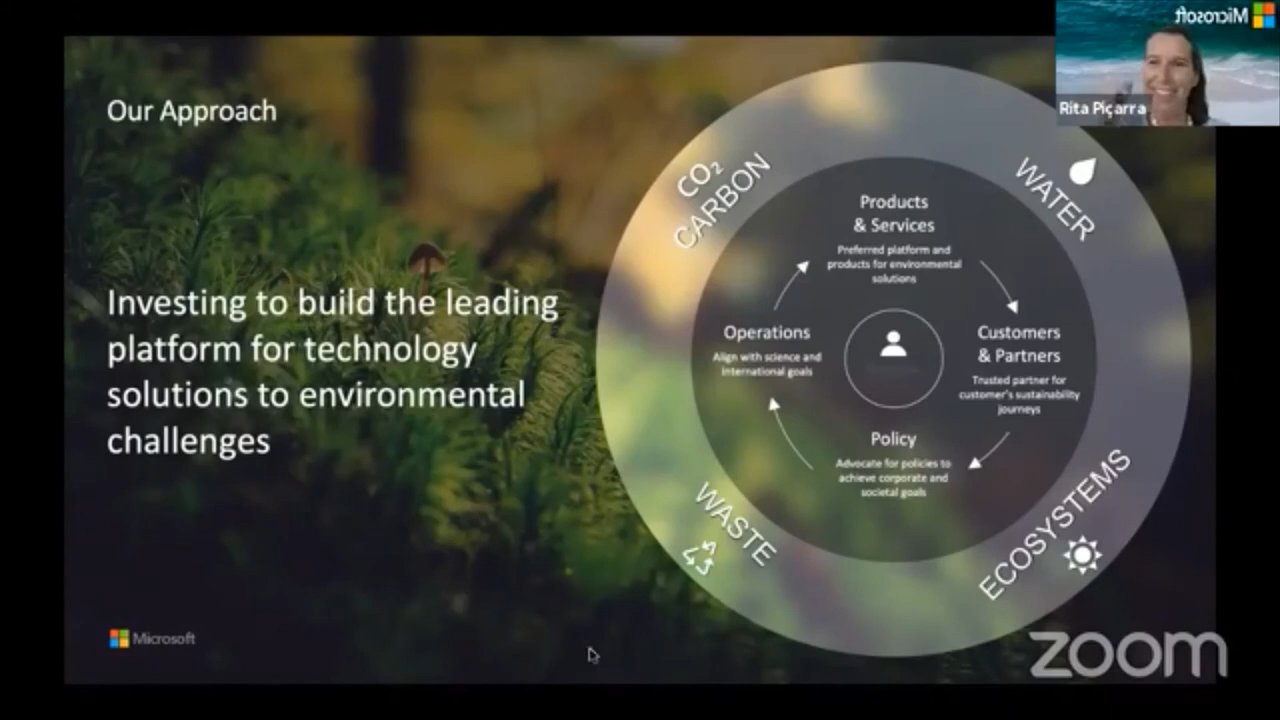 Microsoft
Rita Piçarra
Our Approach
Investing to build the leading
platform for technology
solutions to environmental
challenges
CO₂
CARBON
WATER
Products
& Services
Preferred platform and
products for environmental
solutions
Operations
Align with science and
international goals
Customers
& Partners
Trusted partner for
customer's sustainability
journeys
Policy
Advocate for policies to
achieve corporate and
societal goals
WASTE
ECOSYSTEMS
Microsoft
zoom